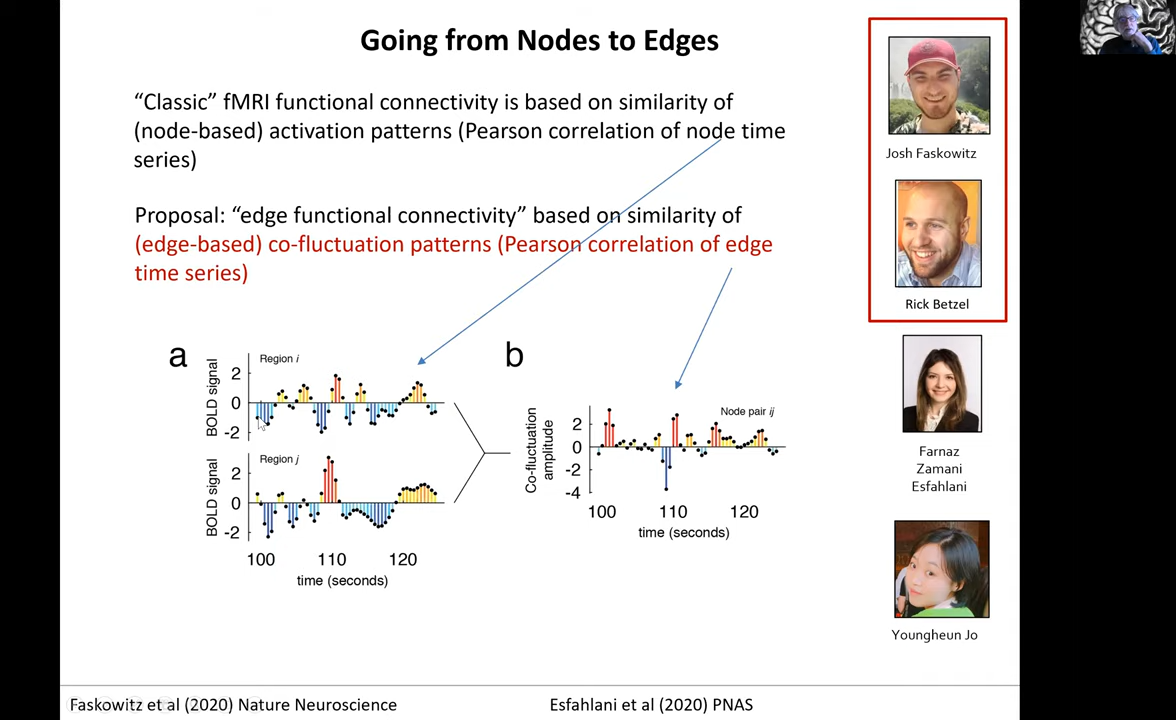 Going from Nodes to Edges
“Classic” fMRI functional connectivity is based on similarity of
(node-based) activation patterns (Pearson correlation of node time
series)
Proposal: “edge functional connectivity” based on similarity of
(edge-based) co-fluctuation patterns (Pearson correlation of edge
time series)
a
Region i
BOLD signal
2
0
-2
Region j
BOLD signal
2
0
-2
100
110
120
time (seconds)
b
Node pair ij
Co-fluctuation
amplitude
2
0
-2
-4
100
110
120
time (seconds)
Josh Faskowitz
Rick Betzel
Farnaz
Zamani
Esfahlani
Youngheun Jo
Faskowitz et al (2020) Nature Neuroscience
Esfahlani et al (2020) PNAS